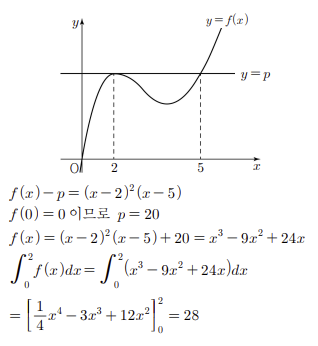 y
y=f(x)
y=p
O 2 5 x
f(x)-p=(x-2)²(x-5)
f(0)=0 이므로 p=20
f(x)=(x-2)²(x-5)+20=x³-9x²+24x
∫₀² f(x)dx=∫₀² (x³-9x²+24x)dx
=[1/4 x⁴-3x³+12x²]₀²=28